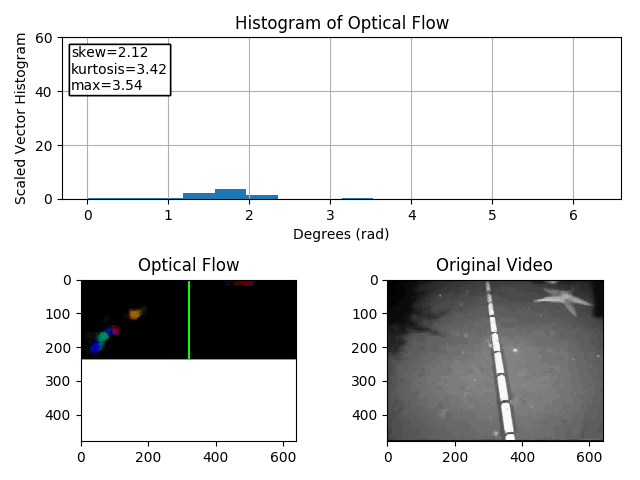 Histogram of Optical Flow
60
40
20
0
Scaled Vector Histogram
skew=2.12
kurtosis=3.42
max=3.54
0 1 2 3 4 5 6
Degrees (rad)
Optical Flow
0
100
200
300
400
0 200 400 600
Original Video
0
100
200
300
400
0 200 400 600